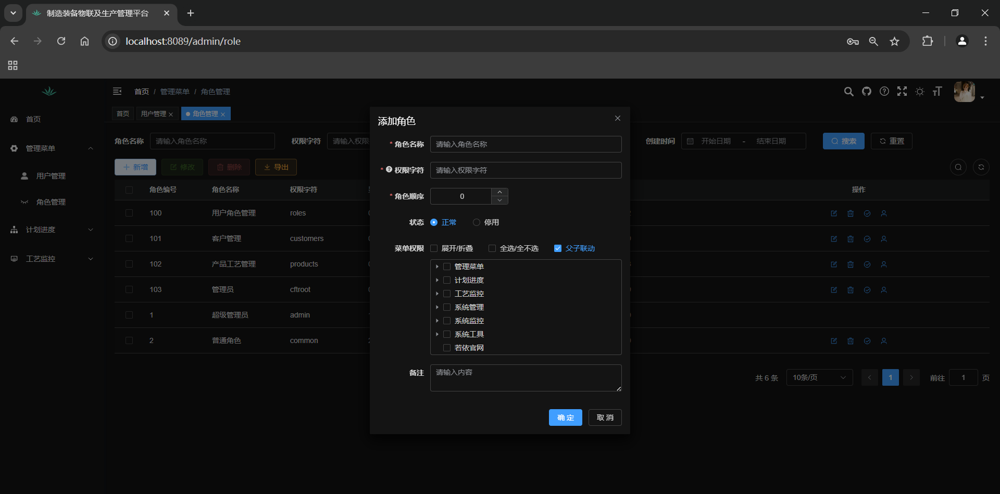 制造装备物联及生产管理平台
localhost:8089/admin/role
首页 / 管理菜单 / 角色管理
首页 用户管理 角色管理
首页
管理菜单
用户管理
角色管理
计划进度
工艺监控
角色名称 请输入角色名称 权限字符 请输入权限
创建时间 开始日期 - 结束日期 搜索 重置
新增 修改 删除 导出
角色编号 角色名称 权限字符 操作
100 用户角色管理 roles
101 客户管理 customers
102 产品工艺管理 products
103 管理员 cftroot
1 超级管理员 admin
2 普通角色 common
共 6 条 10条/页 1 前往 1 页
添加角色
* 角色名称 请输入角色名称
* 权限字符 请输入权限字符
* 角色顺序 0
状态 正常 停用
菜单权限 展开/折叠 全选/全不选 父子联动
管理菜单
计划进度
工艺监控
系统管理
系统监控
系统工具
若依官网
备注 请输入内容
确 定 取 消